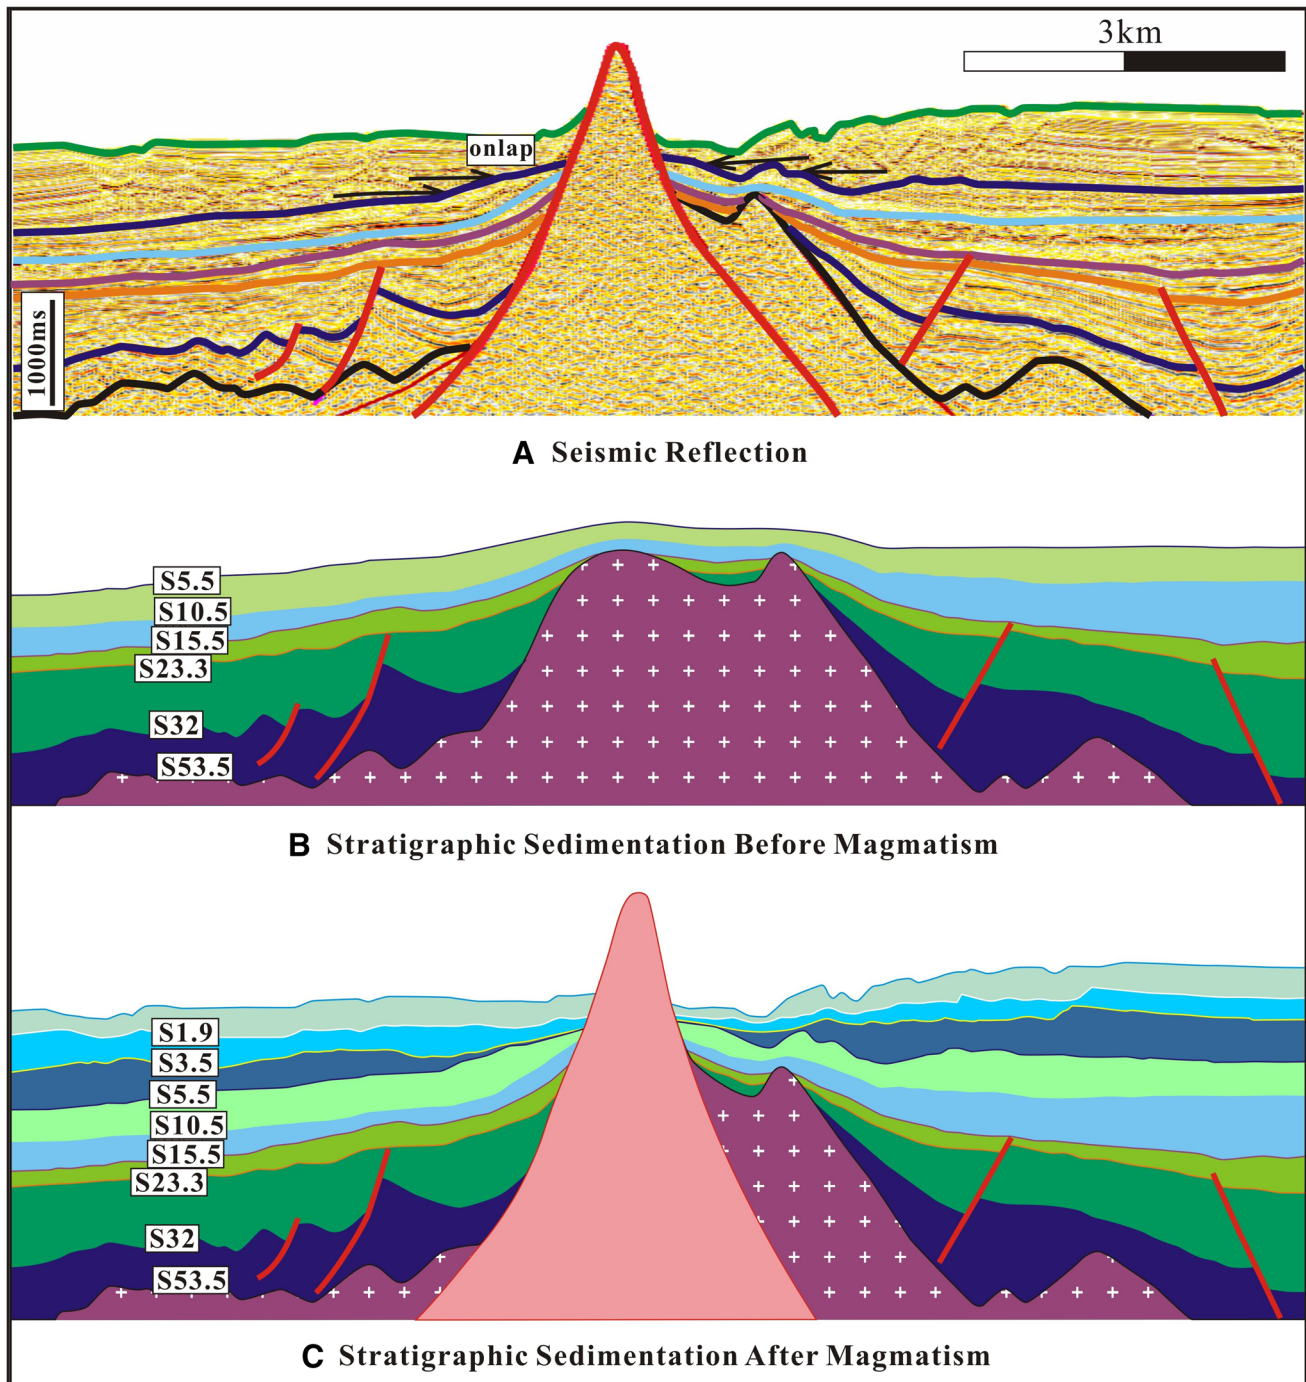 3km
onlap
1000ms
A Seismic Reflection
S5.5
S10.5
S15.5
S23.3
S32
S53.5
B Stratigraphic Sedimentation Before Magmatism
S1.9
S3.5
S5.5
S10.5
S15.5
S23.3
S32
S53.5
C Stratigraphic Sedimentation After Magmatism